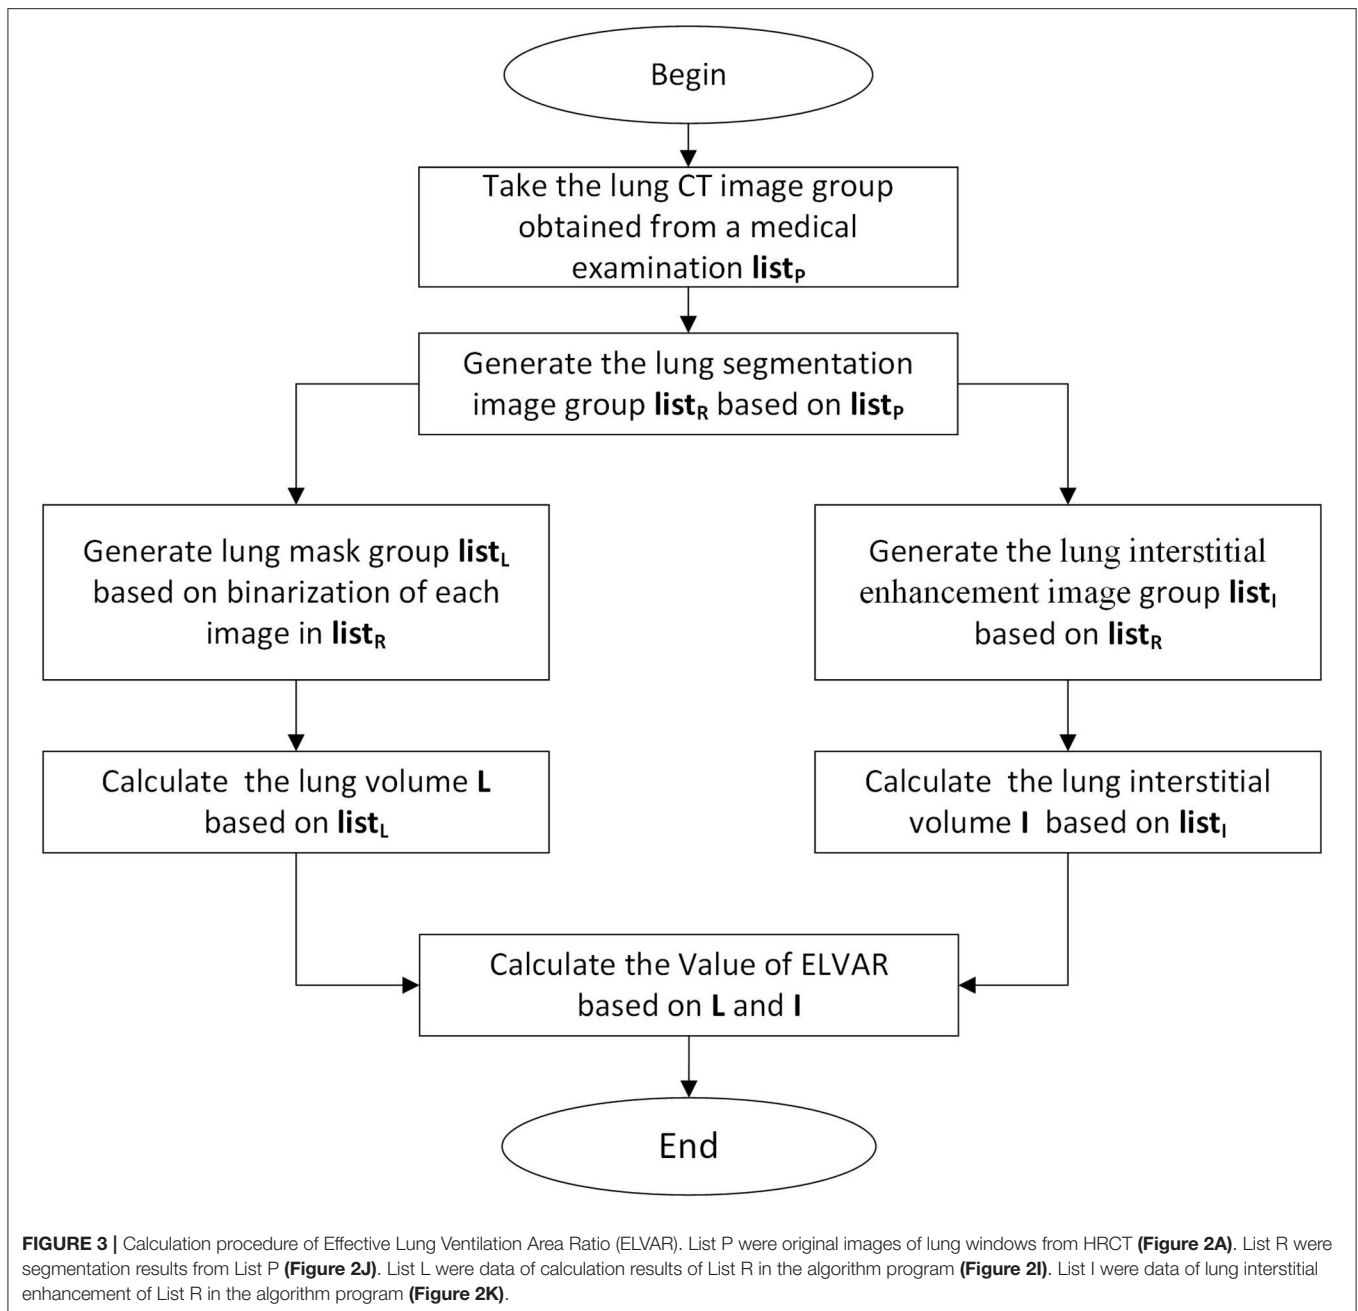 Begin
Take the lung CT image group
obtained from a medical
examination listP
Generate the lung segmentation
image group listR based on listP
Generate lung mask group listL
based on binarization of each
image in listR
Generate the lung interstitial
enhancement image group listI
based on listR
Calculate the lung volume L
based on listL
Calculate the lung interstitial
volume I based on listI
Calculate the Value of ELVAR
based on L and I
End
FIGURE 3 | Calculation procedure of Effective Lung Ventilation Area Ratio (ELVAR). List P were original images of lung windows from HRCT (Figure 2A). List R were
segmentation results from List P (Figure 2J). List L were data of calculation results of List R in the algorithm program (Figure 2I). List I were data of lung interstitial
enhancement of List R in the algorithm program (Figure 2K).